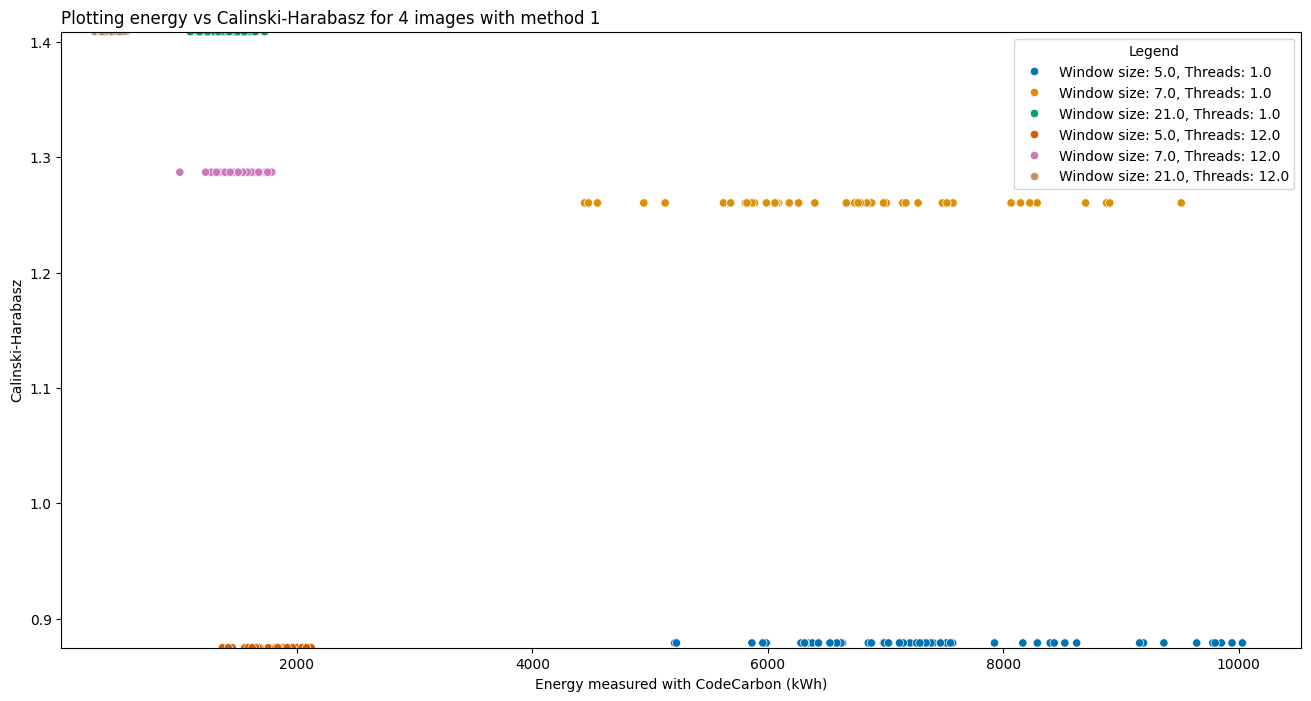 Plotting energy vs Calinski-Harabasz for 4 images with method 1
1.4
1.3
1.2
1.1
1.0
0.9
Calinski-Harabasz
Legend
Window size: 5.0, Threads: 1.0
Window size: 7.0, Threads: 1.0
Window size: 21.0, Threads: 1.0
Window size: 5.0, Threads: 12.0
Window size: 7.0, Threads: 12.0
Window size: 21.0, Threads: 12.0
2000 4000 6000 8000 10000
Energy measured with CodeCarbon (kWh)